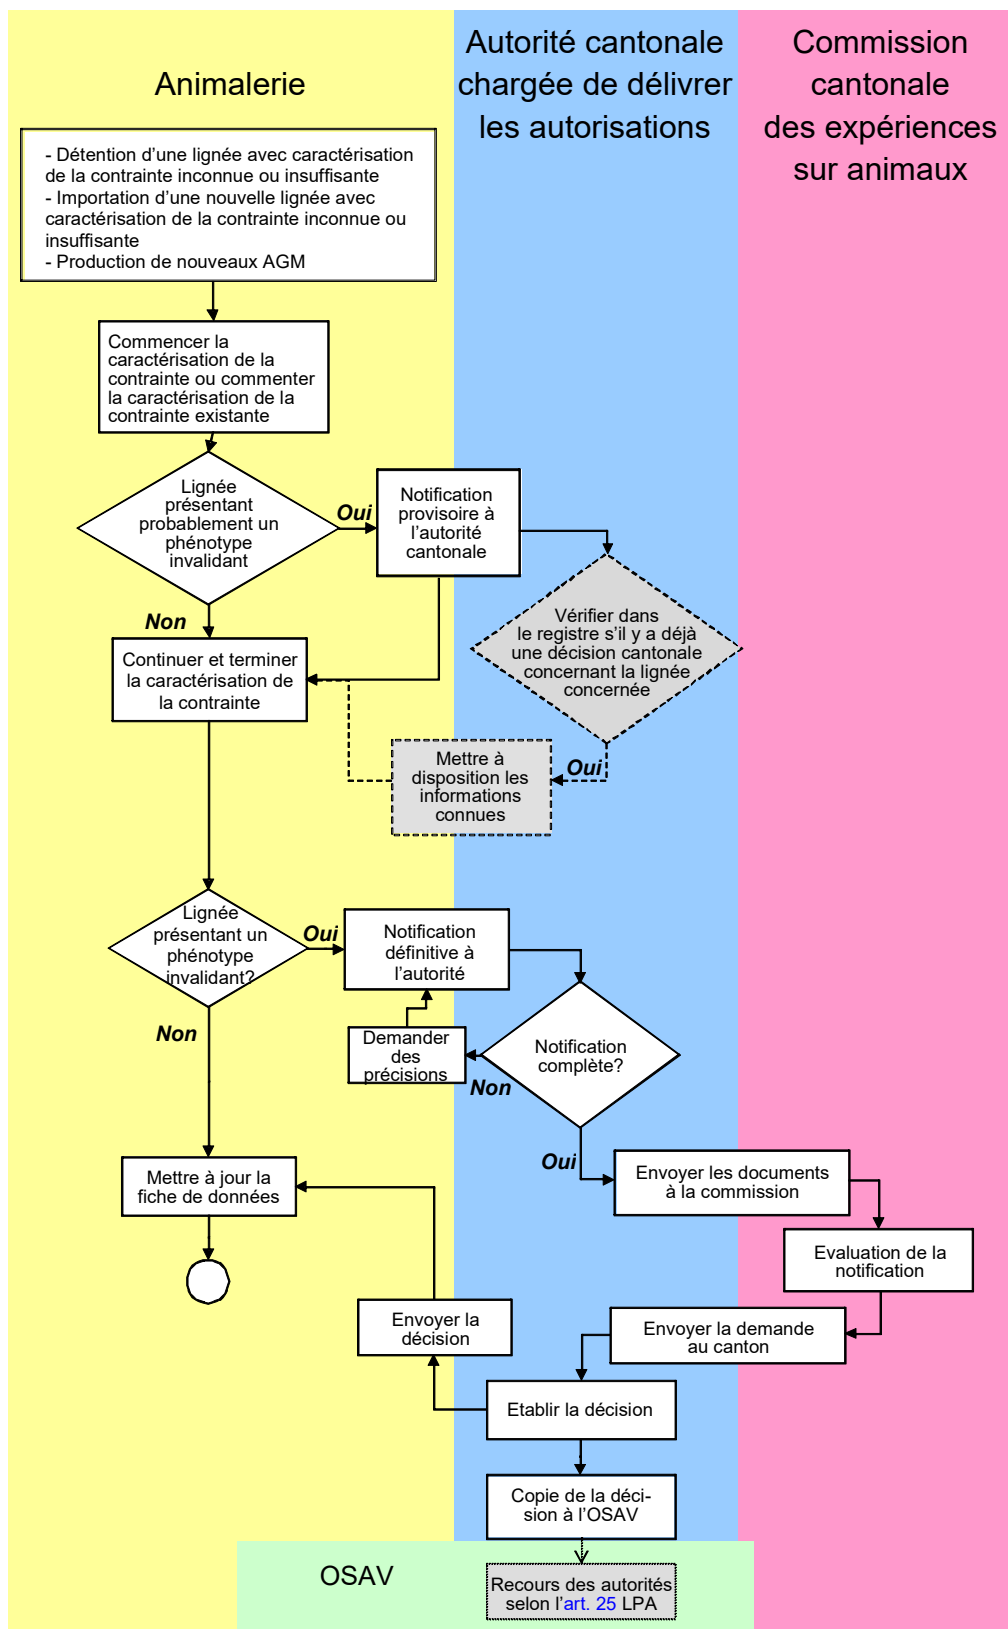 Animalerie
Autorité cantonale
chargée de délivrer
les autorisations
Commission
cantonale
des expériences
sur animaux
- Détention d’une lignée avec caractérisation
de la contrainte inconnue ou insuffisante
- Importation d’une nouvelle lignée avec
caractérisation de la contrainte inconnue ou
insuffisante
- Production de nouveaux AGM
Commencer la
caractérisation de la
contrainte ou commenter
la caractérisation de la
contrainte existante
Lignée
présentant
probablement un
phénotype
invalidant
Oui
Notification
provisoire à
l’autorité
cantonale
Non
Vérifier dans
le registre s’il y a déjà
une décision cantonale
concernant la lignée
concernée
Continuer et terminer
la caractérisation de
la contrainte
Oui
Mettre à
disposition les
informations
connues
Lignée
présentant un
phénotype
invalidant?
Oui
Notification
définitive à
l’autorité
Non
Demander
des
précisions
Notification
complète?
Non
Oui
Envoyer les documents
à la commission
Mettre à jour la
fiche de données
Evaluation de la
notification
Envoyer la
décision
Envoyer la demande
au canton
Etablir la décision
Copie de la déci-
sion à l’OSAV
OSAV
Recours des autorités
selon l’art. 25 LPA